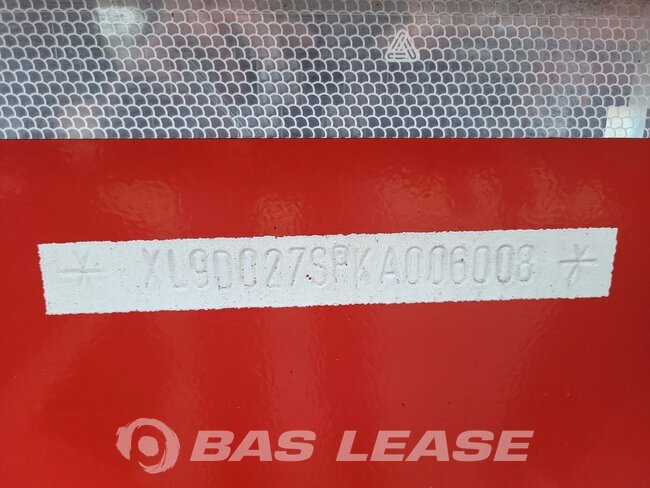 * XL9D027SPKA006008 *
BAS LEASE